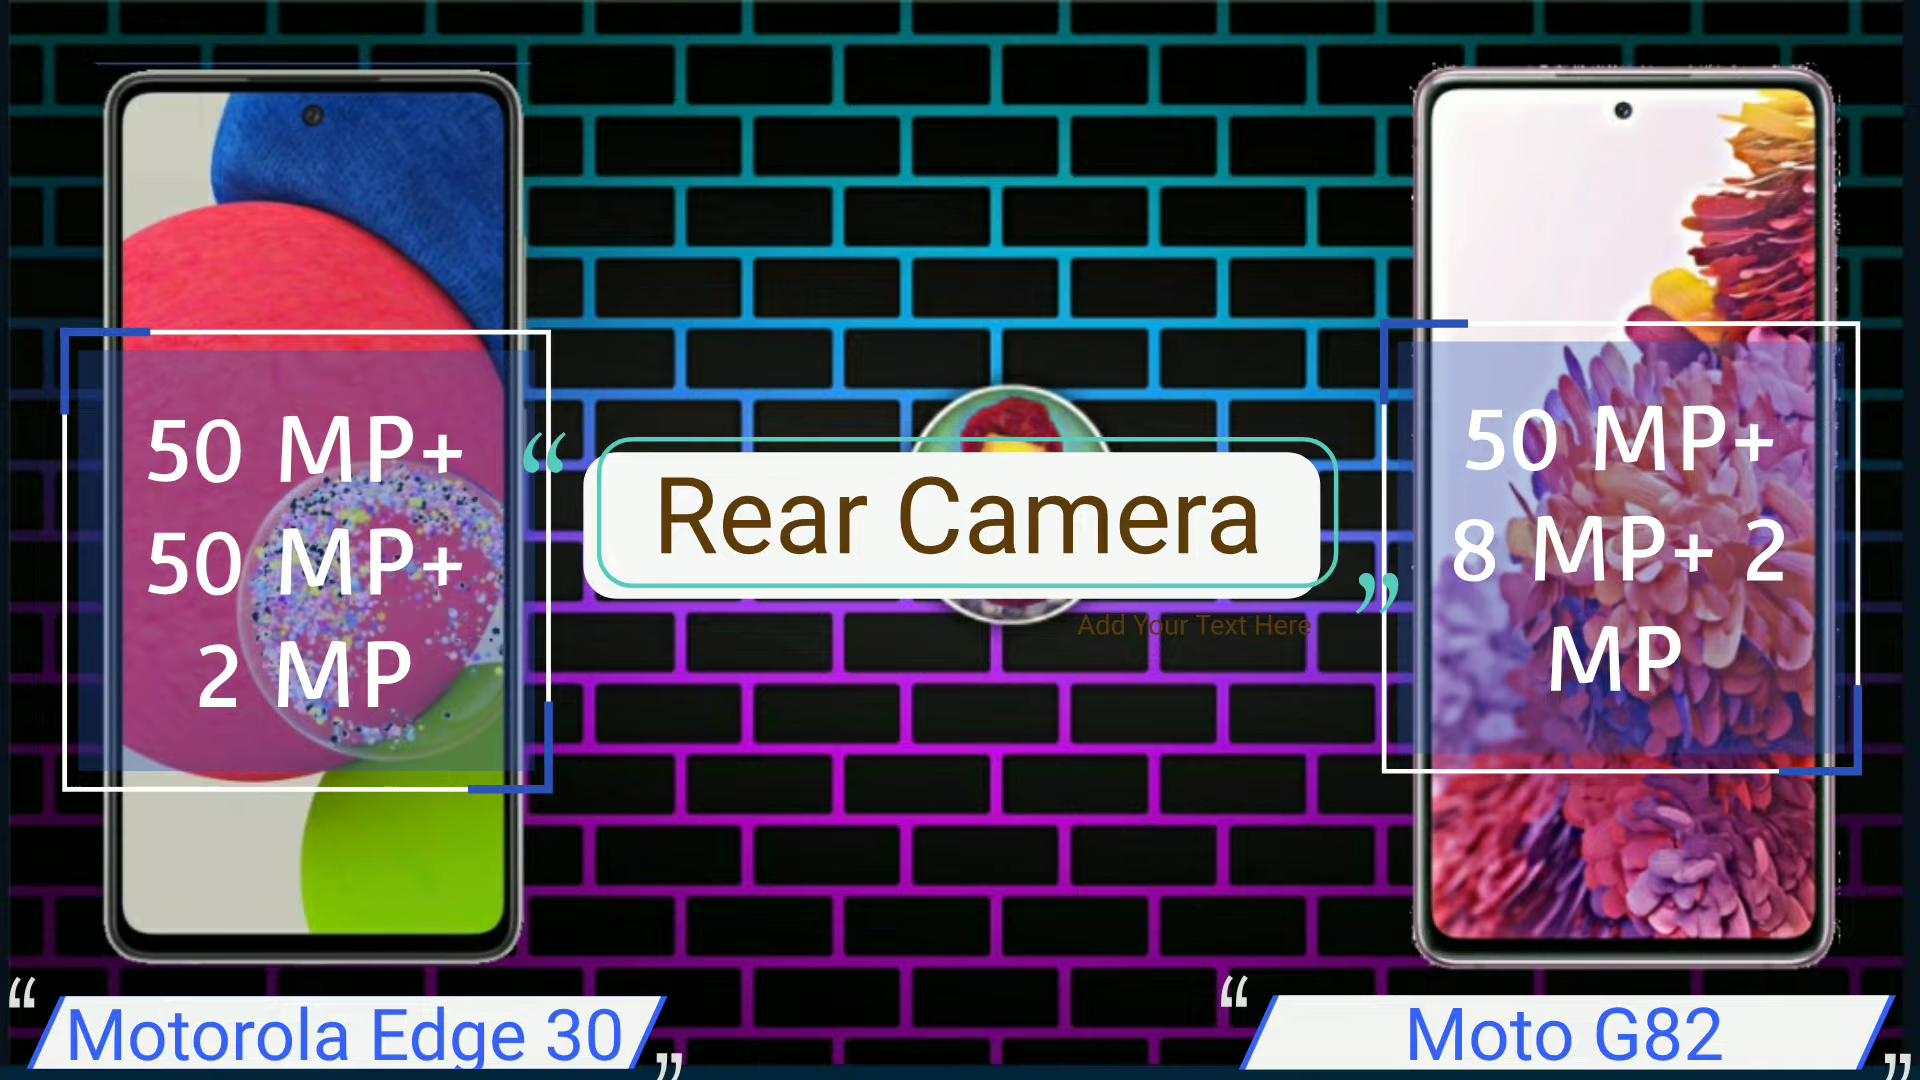 50 MP+
50 MP+
2 MP
“ Rear Camera ”
Add Your Text Here
50 MP+
8 MP+ 2
MP
“ Motorola Edge 30 ”
“ Moto G82 ”